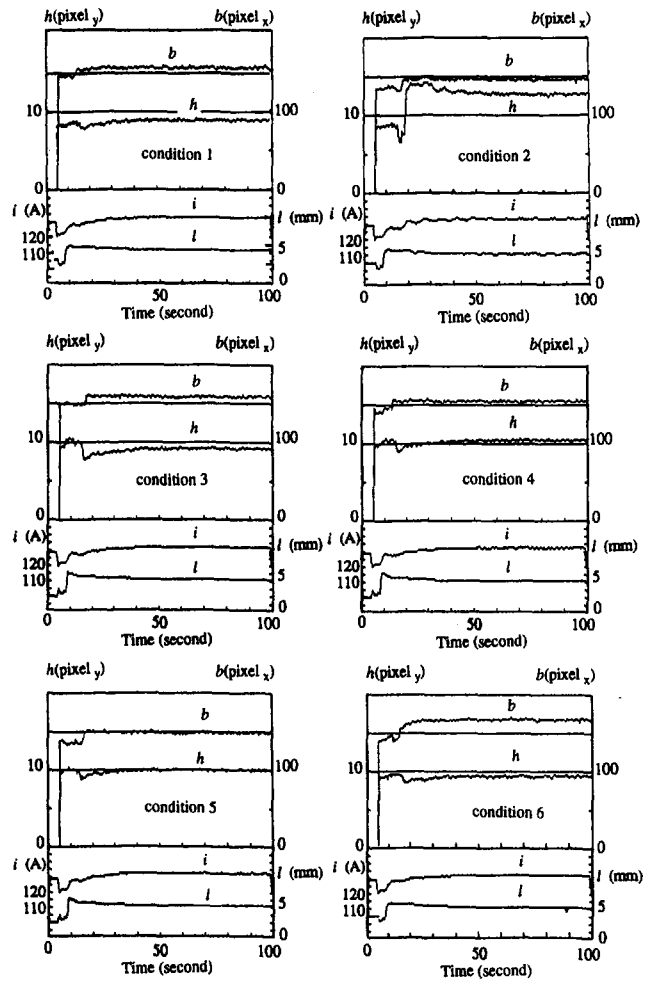 h(pixel y) b(pixel x)
b
10 h 100
condition 1
0 0
i (A) i l (mm)
120
110 l 5
0
0 50 100
Time (second)
h(pixel y) b(pixel x)
b
10 h 100
condition 2
0 0
i (A) i l (mm)
120
110 l 5
0
0 50 100
Time (second)
h(pixel y) b(pixel x)
b
10 h 100
condition 3
0 0
i (A) i l (mm)
120
110 l 5
0
0 50 100
Time (second)
h(pixel y) b(pixel x)
b
10 h 100
condition 4
0 0
i (A) i l (mm)
120
110 l 5
0
0 50 100
Time (second)
h(pixel y) b(pixel x)
b
10 h 100
condition 5
0 0
i (A) i l (mm)
120
110 l 5
0
0 50 100
Time (second)
h(pixel y) b(pixel x)
b
10 h 100
condition 6
0 0
i (A) i l (mm)
120
110 l 5
0
0 50 100
Time (second)